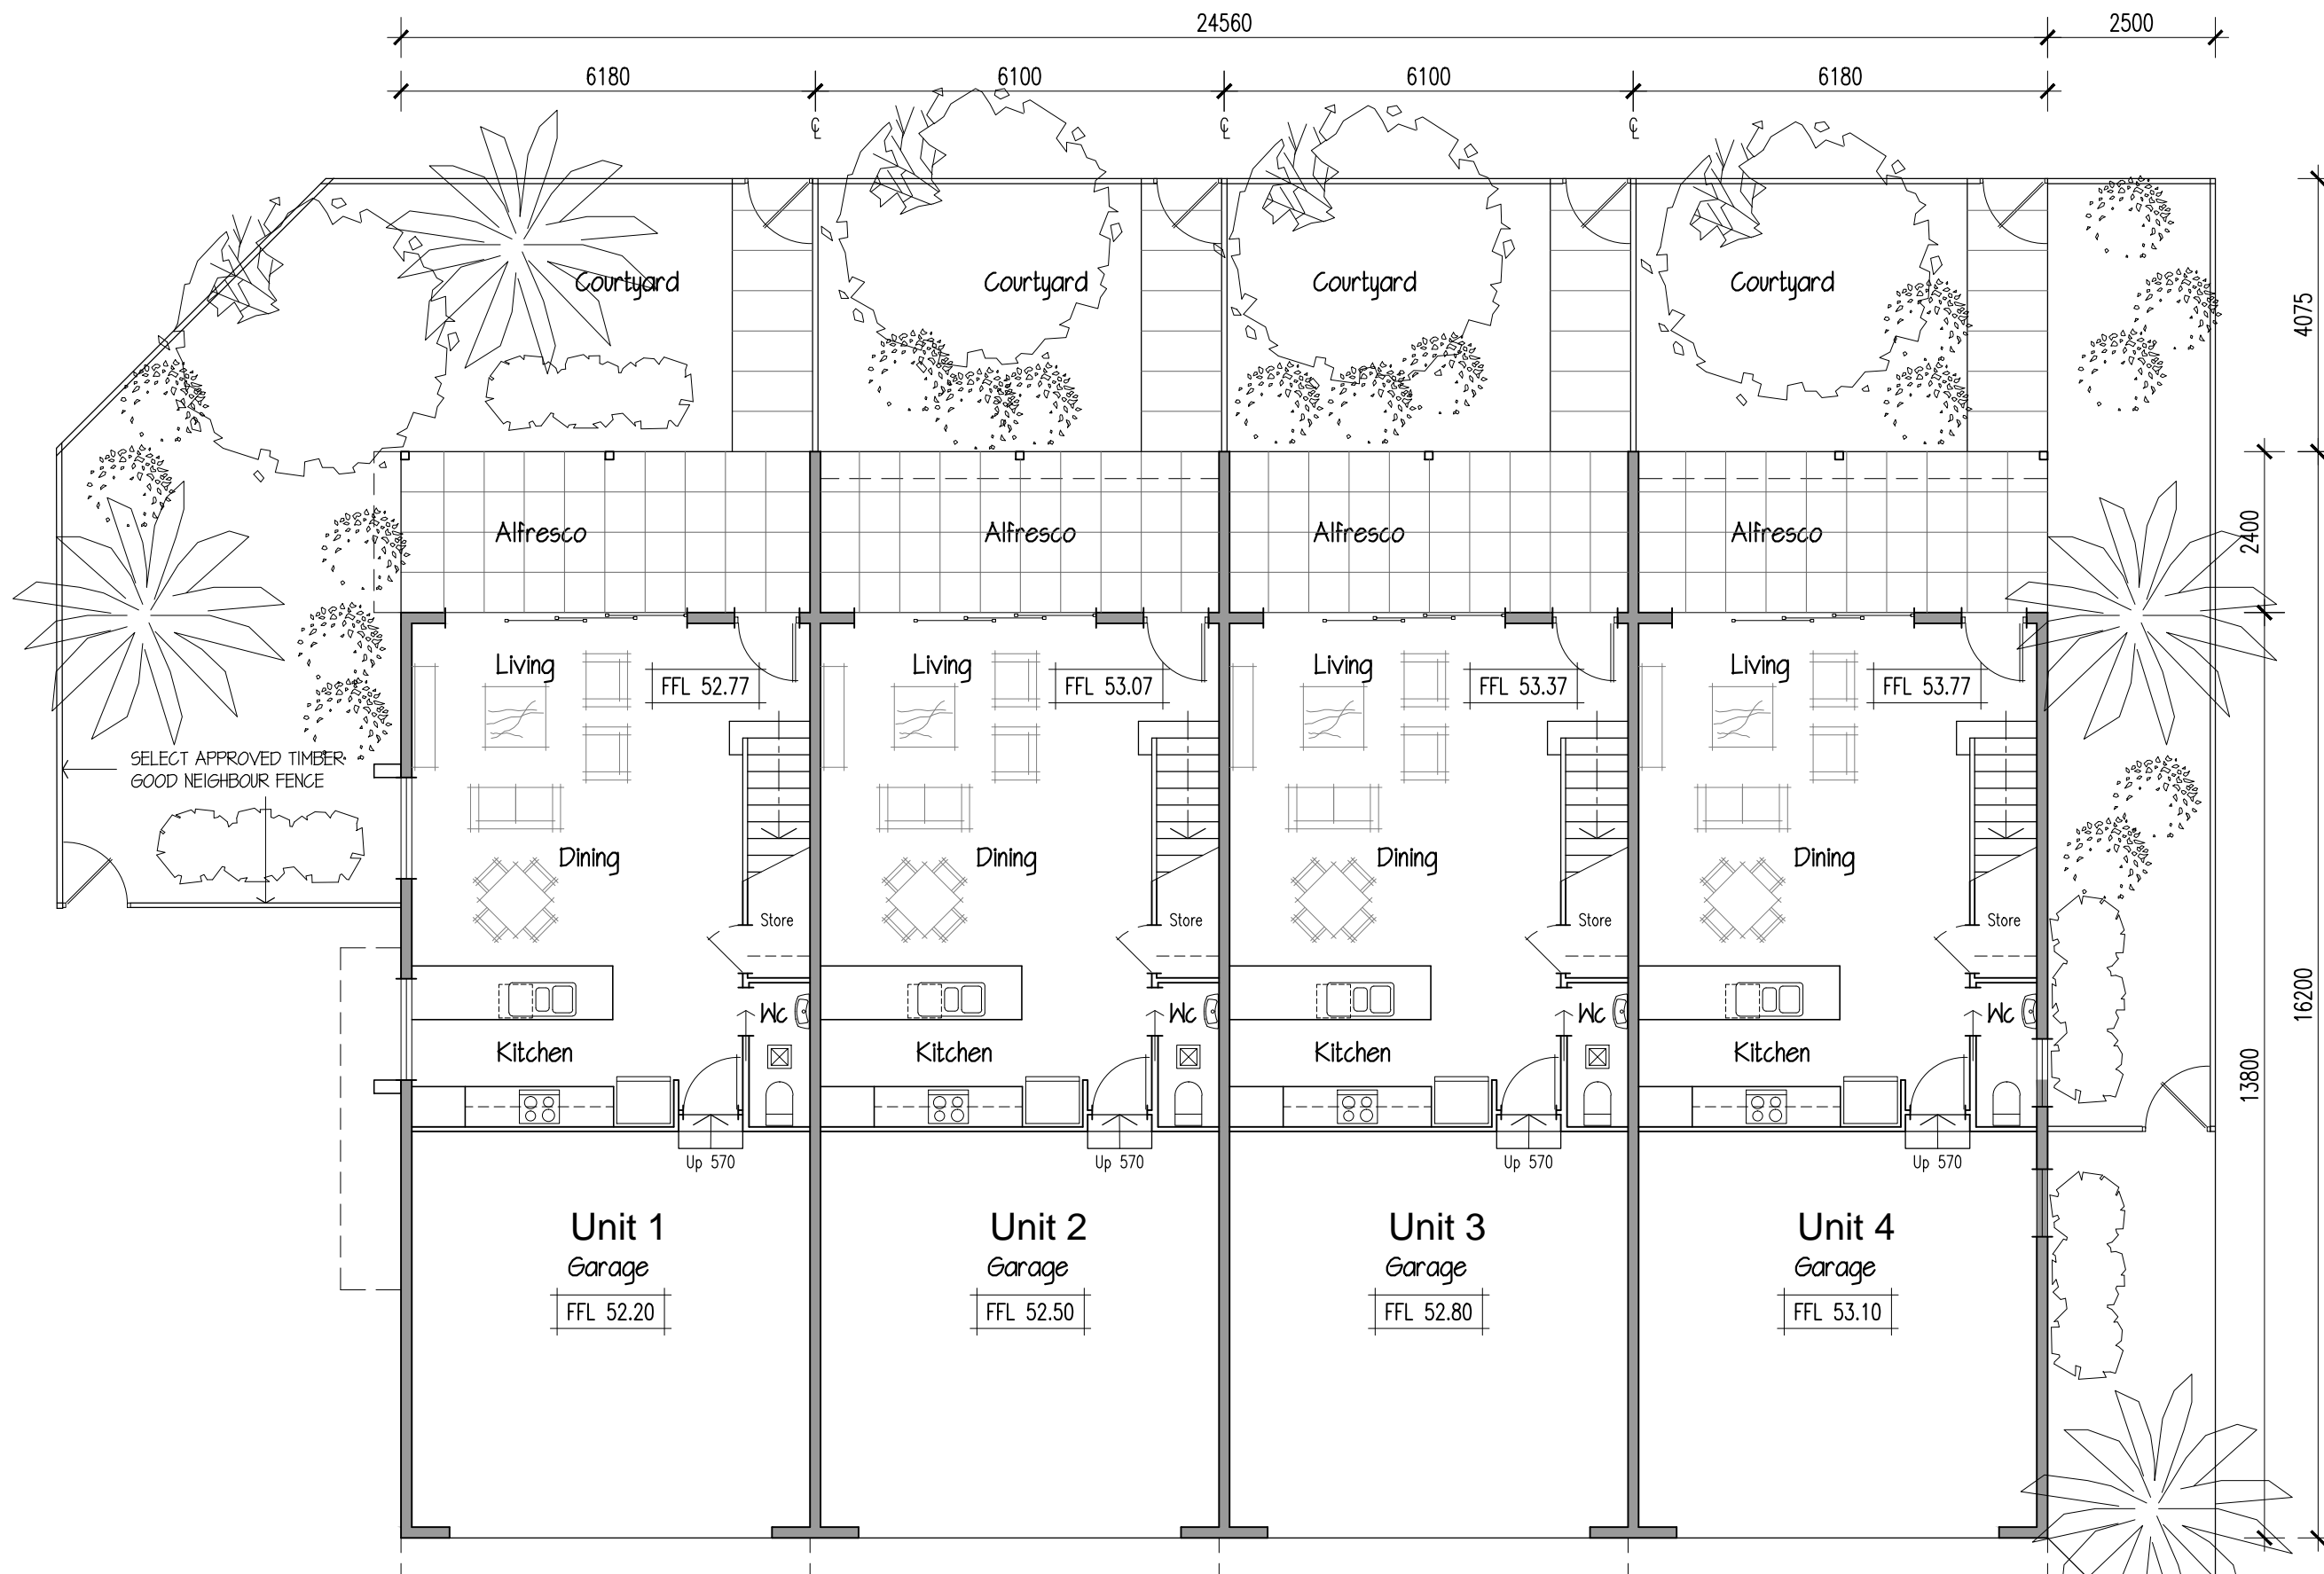 24560
2500
6180
6100
6100
6180
℄
℄
℄
Courtyard
Courtyard
Courtyard
Courtyard
4075
Alfresco
Alfresco
Alfresco
Alfresco
2400
Living
Living
Living
Living
FFL 52.77
FFL 53.07
FFL 53.37
FFL 53.77
SELECT APPROVED TIMBER
GOOD NEIGHBOUR FENCE
Dining
Dining
Dining
Dining
Store
Store
Store
Store
16200
Wc
Wc
Wc
Wc
Kitchen
Kitchen
Kitchen
Kitchen
13800
Up 570
Up 570
Up 570
Up 570
Unit 1
Garage
FFL 52.20
Unit 2
Garage
FFL 52.50
Unit 3
Garage
FFL 52.80
Unit 4
Garage
FFL 53.10